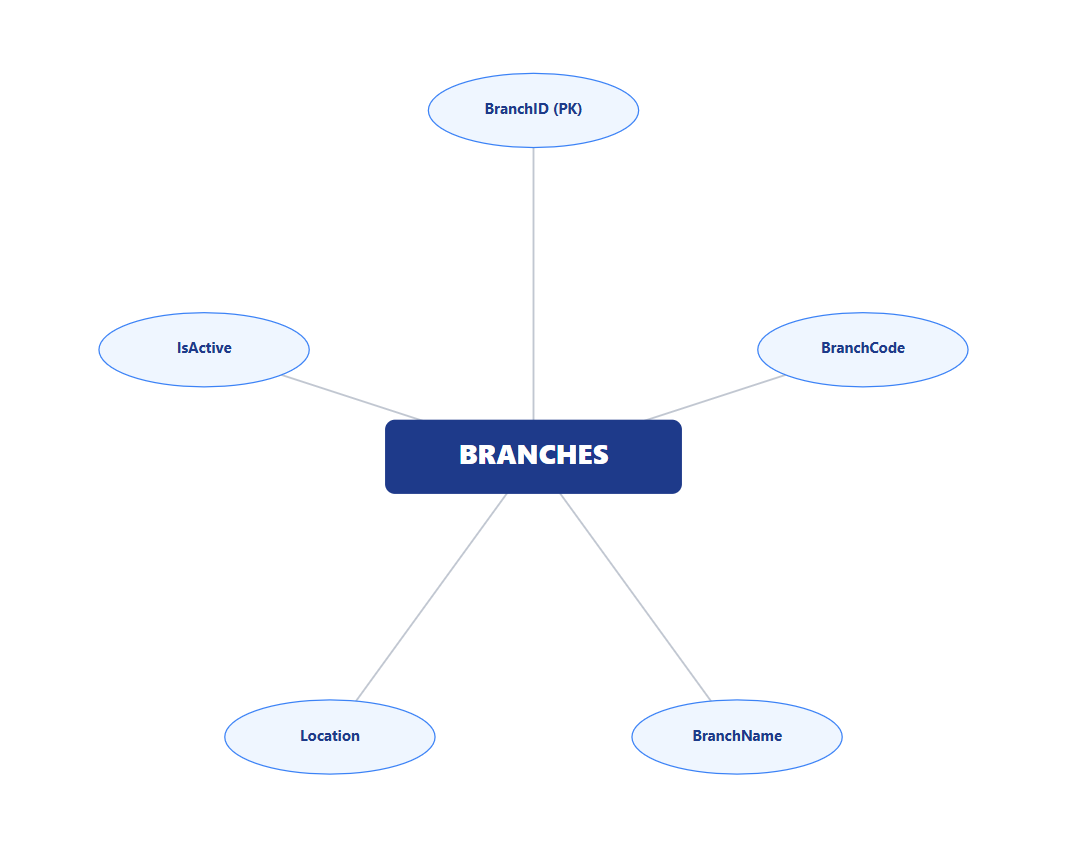 BranchID (PK)
IsActive
BranchCode
BRANCHES
Location
BranchName